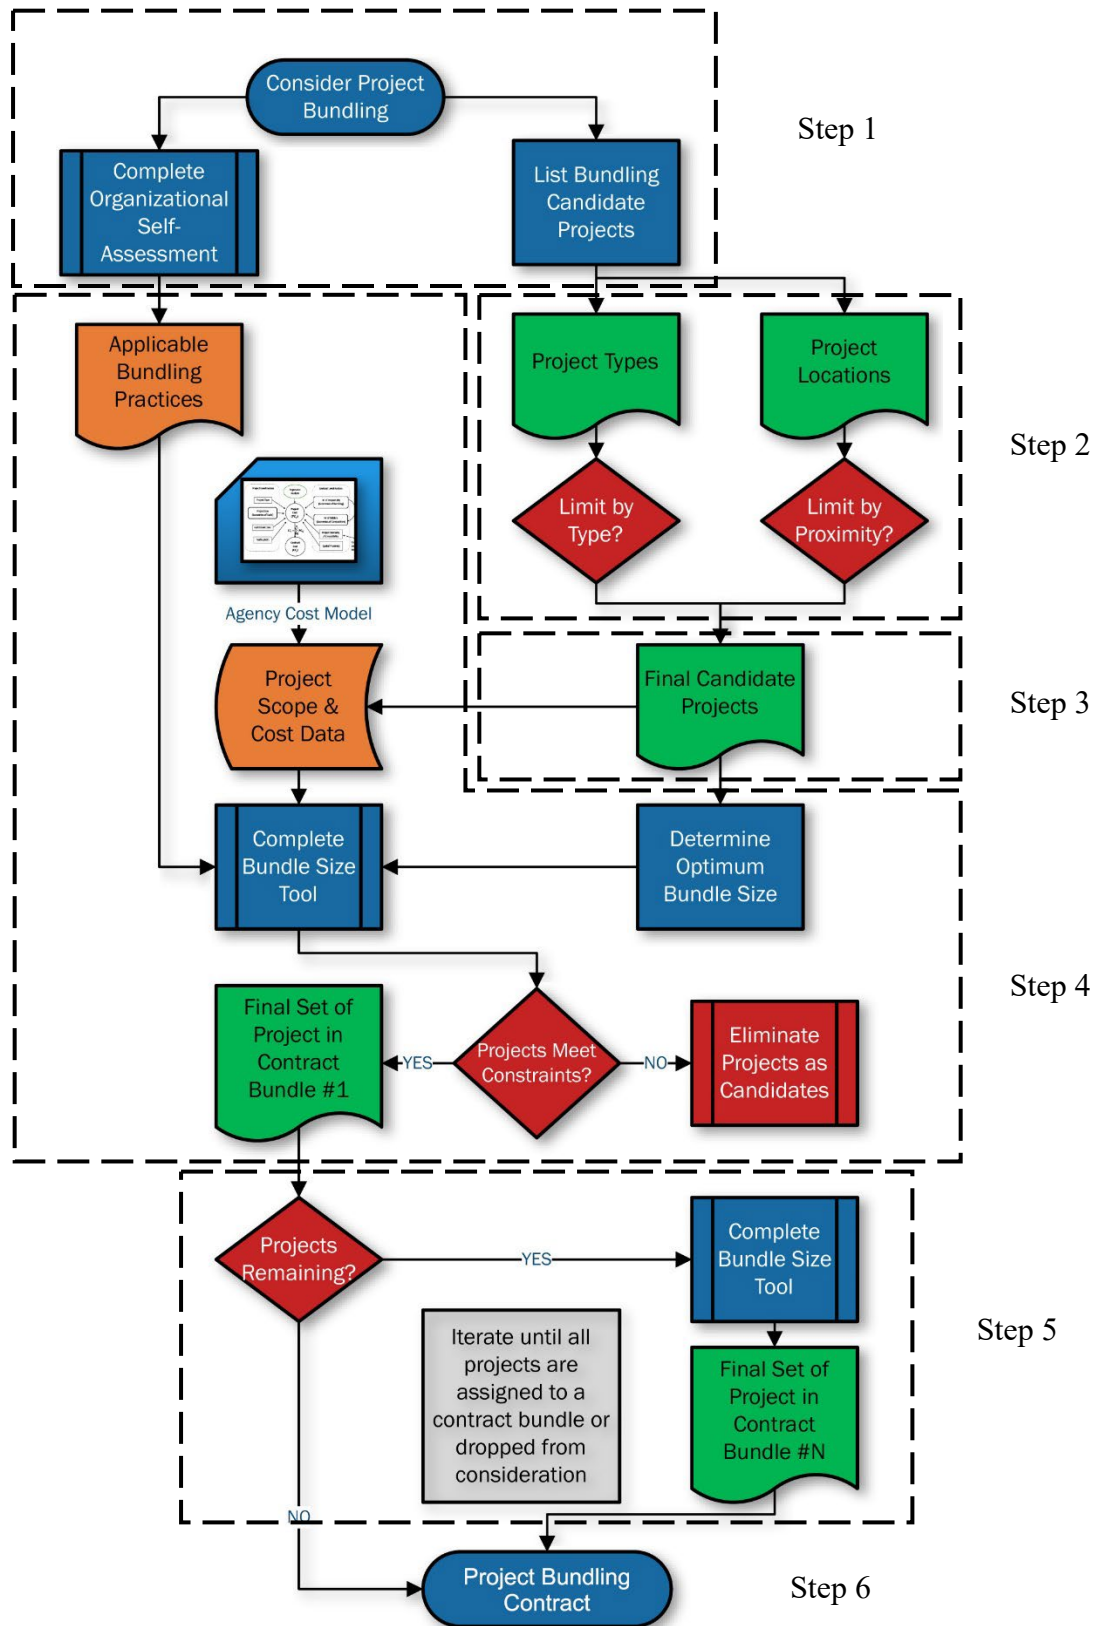 Consider Project
Bundling
Step 1
Complete
Organizational
Self-
Assessment
List Bundling
Candidate
Projects
Applicable
Bundling
Practices
Project Types
Project
Locations
Step 2
Limit by
Type?
Limit by
Proximity?
Agency Cost Model
Project
Scope &
Cost Data
Final Candidate
Projects
Step 3
Complete
Bundle Size
Tool
Determine
Optimum
Bundle Size
Step 4
Final Set of
Project in
Contract
Bundle #1
YES
Projects Meet
Constraints?
NO
Eliminate
Projects as
Candidates
Projects
Remaining?
YES
Complete
Bundle Size
Tool
Step 5
Iterate until all
projects are
assigned to a
contract bundle or
dropped from
consideration
Final Set of
Project in
Contract
Bundle #N
NO
Project Bundling
Contract
Step 6